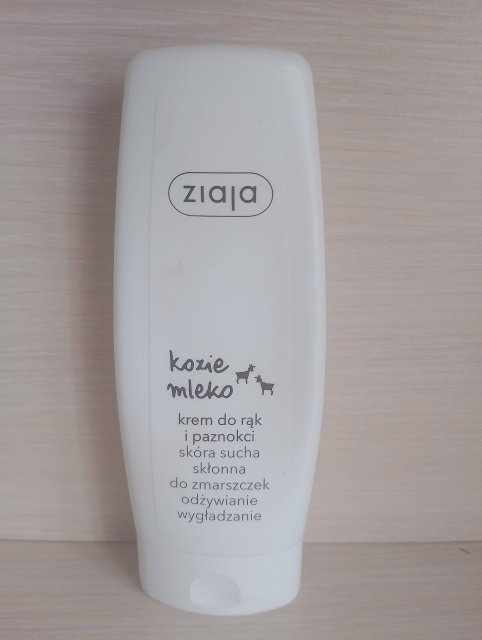 ziaja
kozie
mleko
krem do rąk
i paznokci
skóra sucha
skłonna
do zmarszczek
odżywianie
wygładzanie